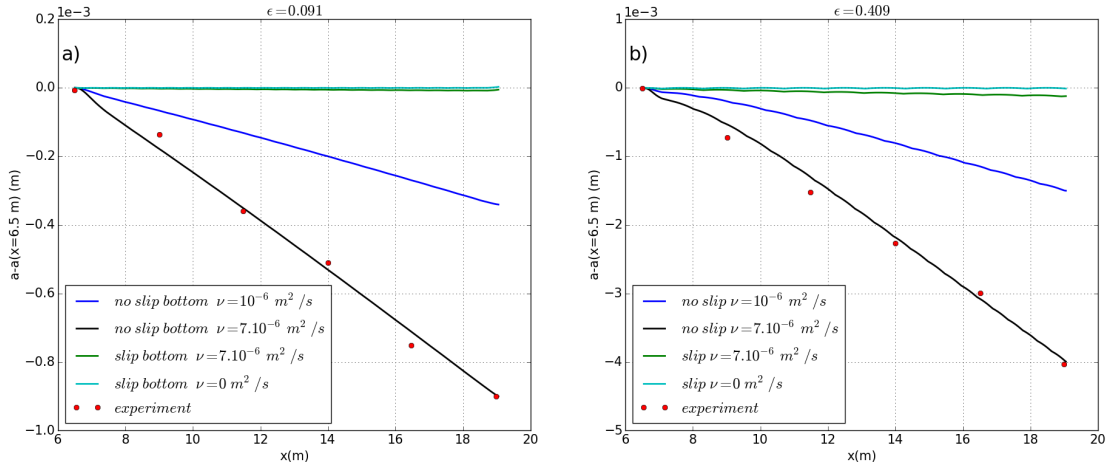 1e−3
ϵ=0.091
a)
0.2
0.0
−0.2
−0.4
−0.6
−0.8
−1.0
a-a(x=6.5 m) (m)
no slip bottom ν=10⁻⁶ m² /s
no slip bottom ν=7.10⁻⁶ m² /s
slip bottom ν=7.10⁻⁶ m² /s
slip bottom ν=0 m² /s
experiment
6 8 10 12 14 16 18 20
x(m)
1e−3
ϵ=0.409
b)
1
0
−1
−2
−3
−4
−5
a-a(x=6.5 m) (m)
no slip ν=10⁻⁶ m² /s
no slip ν=7.10⁻⁶ m² /s
slip ν=7.10⁻⁶ m² /s
slip ν=0 m² /s
experiment
6 8 10 12 14 16 18 20
x(m)